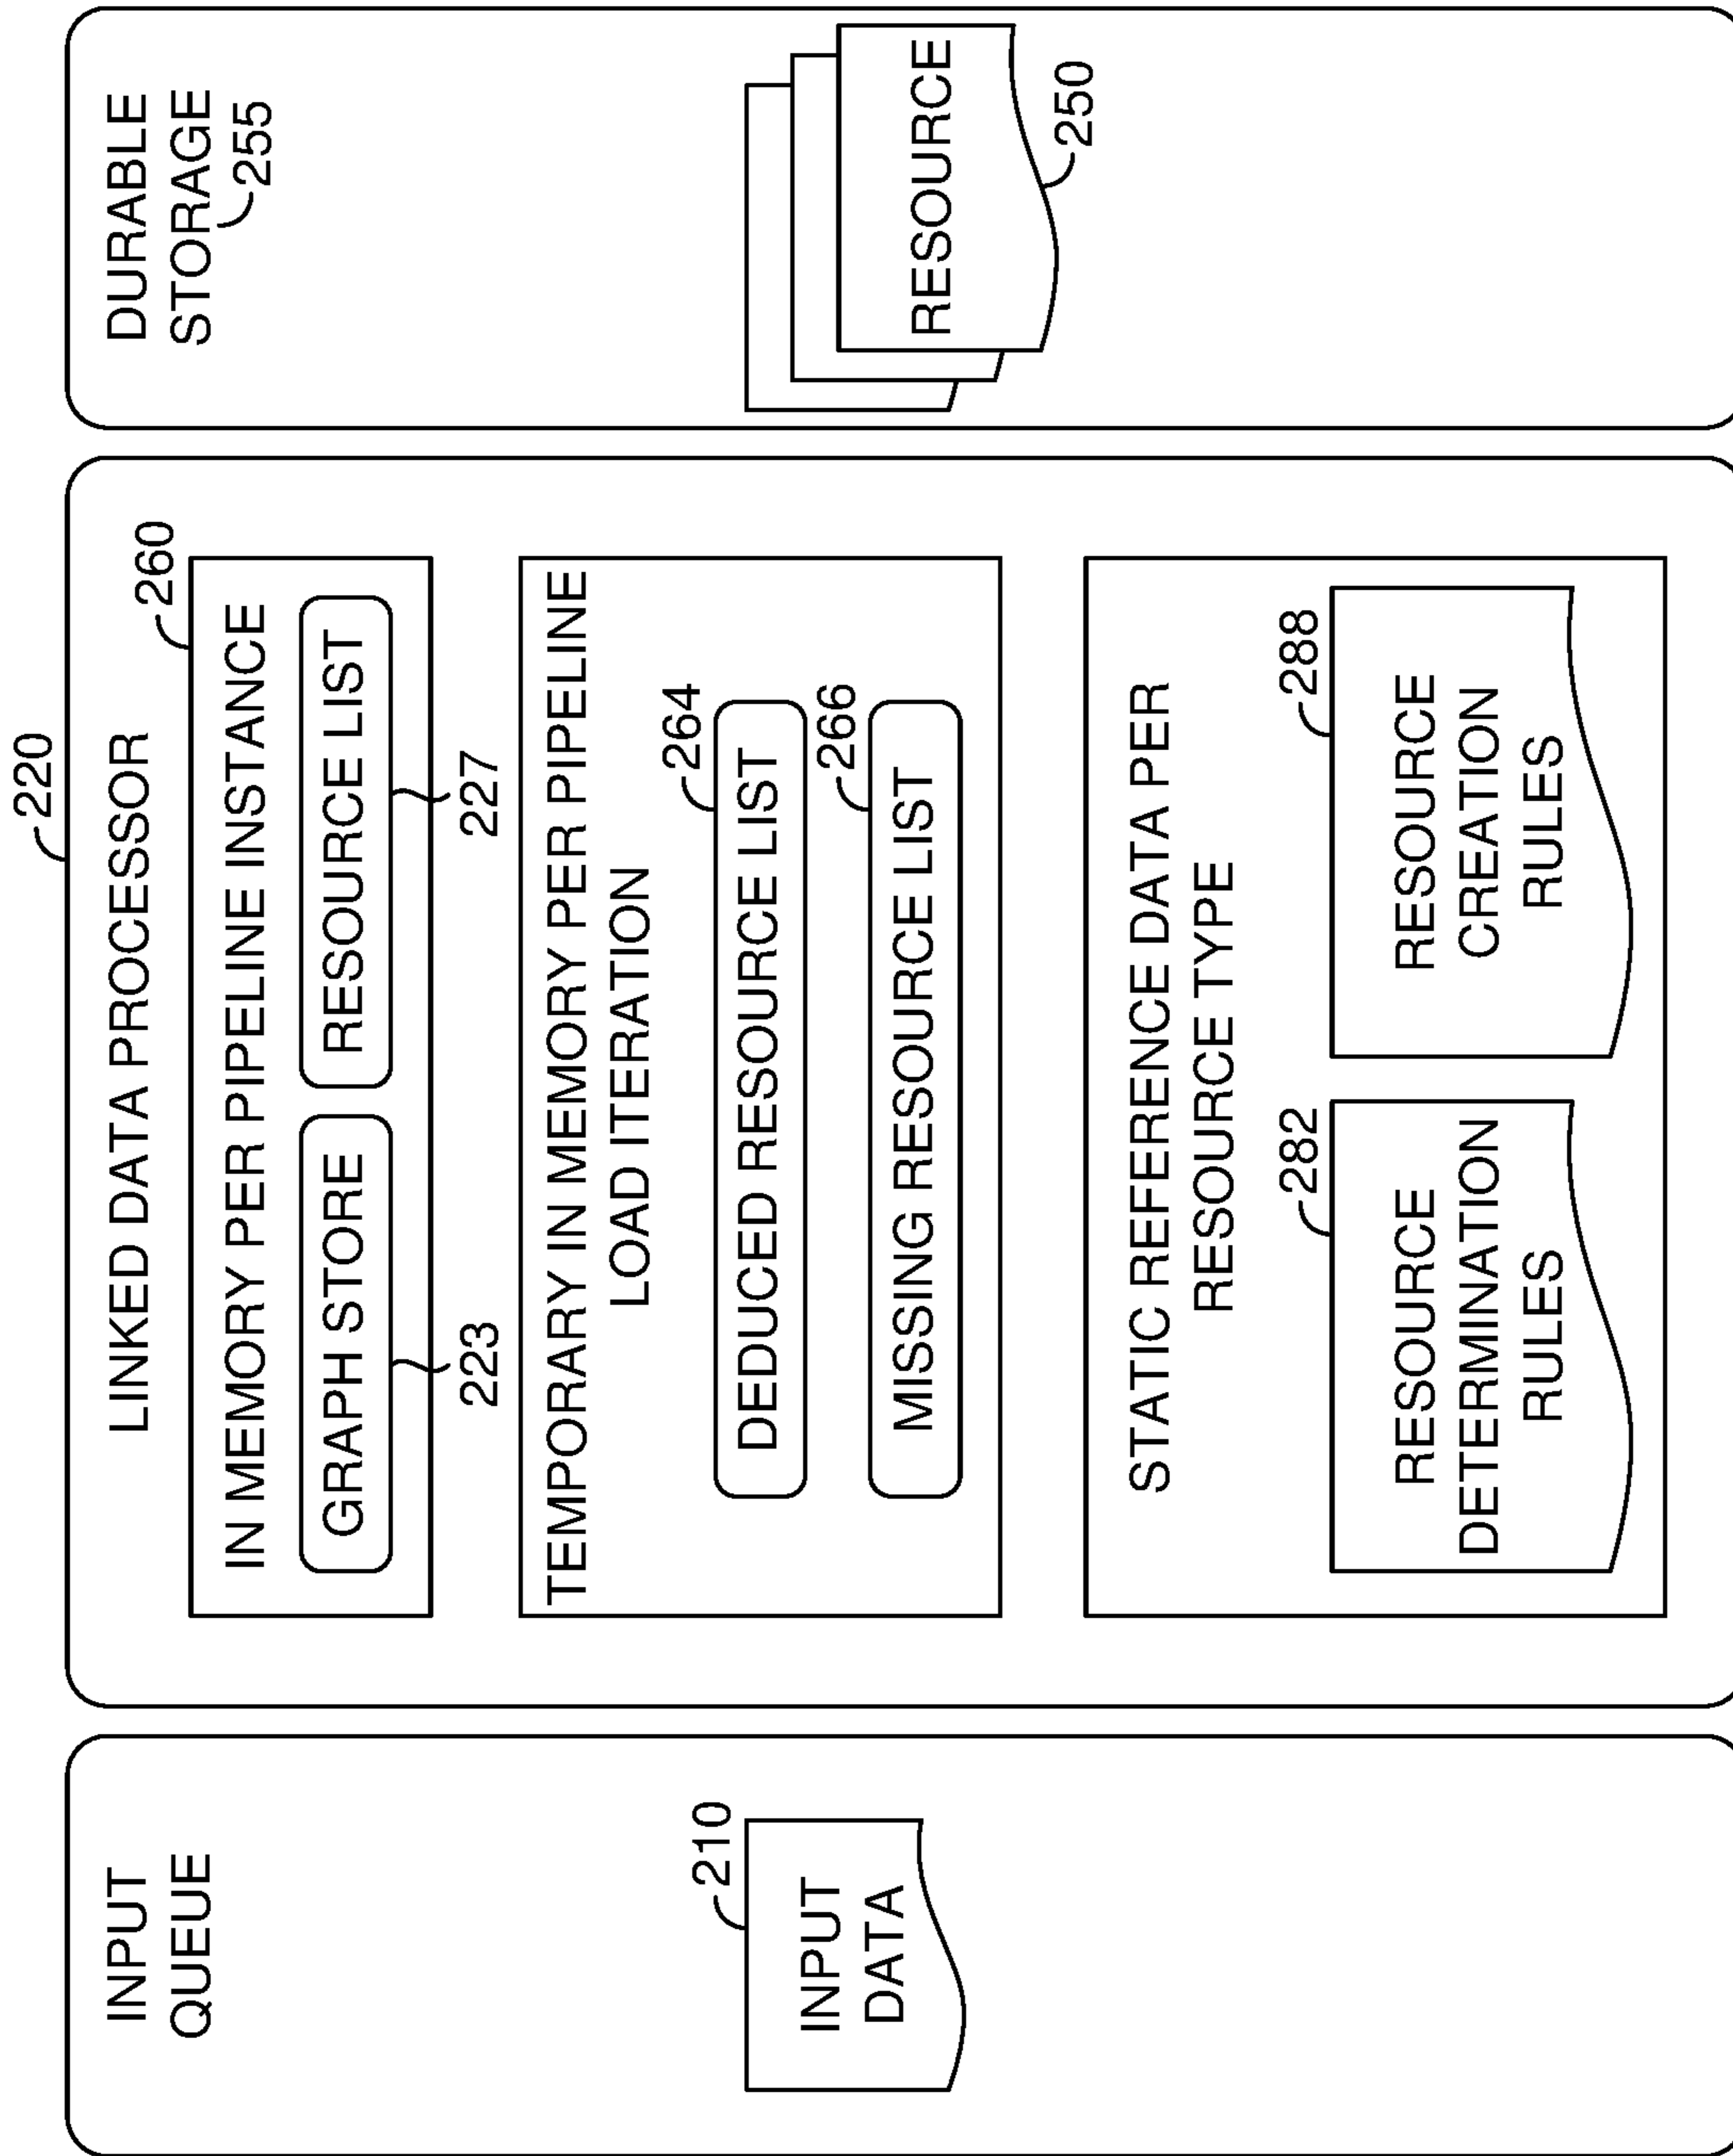 INPUT
QUEUE
210
INPUT
DATA
220
LINKED DATA PROCESSOR
260
IN MEMORY PER PIPELINE INSTANCE
GRAPH STORE
RESOURCE LIST
223
227
TEMPORARY IN MEMORY PER PIPELINE
LOAD ITERATION
264
DEDUCED RESOURCE LIST
266
MISSING RESOURCE LIST
STATIC REFERENCE DATA PER
RESOURCE TYPE
282
RESOURCE
DETERMINATION
RULES
288
RESOURCE
CREATION
RULES
DURABLE
STORAGE
255
RESOURCE
250